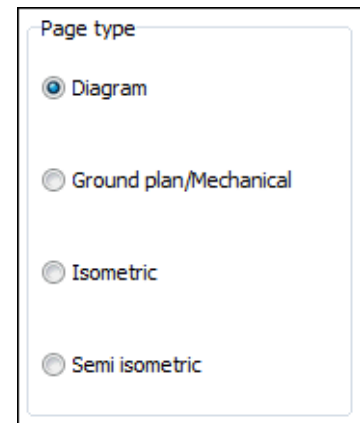 Page type
Diagram
Ground plan/Mechanical
Isometric
Semi isometric